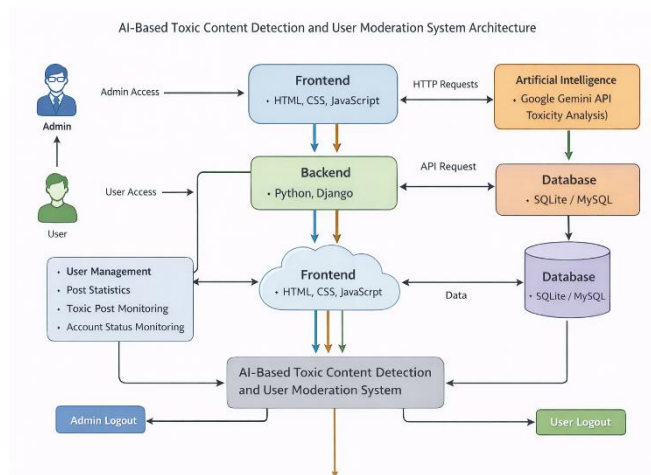 AI-Based Toxic Content Detection and User Moderation System Architecture
Admin
User
Admin Access
User Access
Frontend
• HTML, CSS, JavaScript
HTTP Requests
Artificial Intelligence
• Google Gemini API
Toxicity Analysis)
Backend
• Python, Django
API Request
Database
• SQLite / MySQL
• User Management
• Post Statistics
• Toxic Post Monitoring
• Account Status Monitoring
Frontend
• HTML, CSS, JavaScrpt
Data
Database
• SQLite / MySQL
AI-Based Toxic Content Detection
and User Moderation System
Admin Logout
User Logout